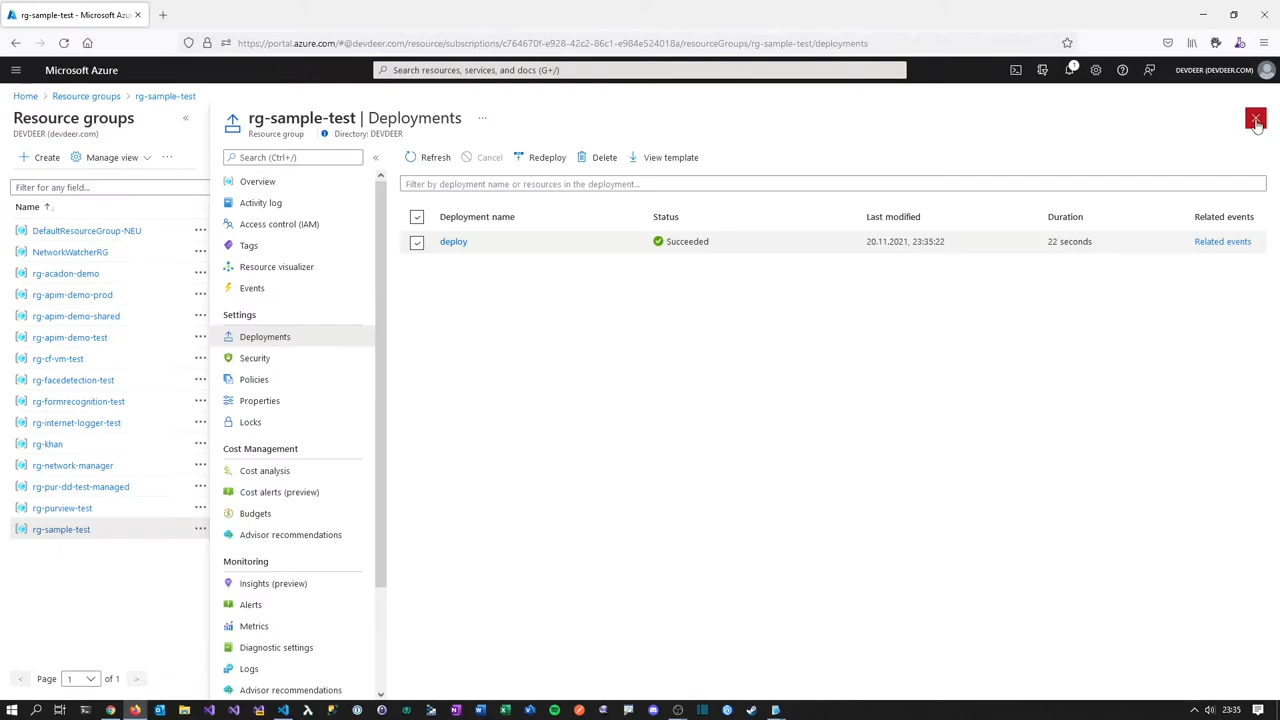 rg-sample-test - Microsoft Azu
https://portal.azure.com/#@devdeer.com/resource/subscriptions/c764670f-e928-42c2-86c1-e984e524018a/resourceGroups/rg-sample-test/deployments
Microsoft Azure
Search resources, services, and docs (G+/)
1
DEVDEER (DEVDEER.COM)
Home > Resource groups > rg-sample-test
Resource groups
DEVDEER (devdeer.com)
Create
Manage view
Filter for any field...
Name
DefaultResourceGroup-NEU
NetworkWatcherRG
rg-acadon-demo
rg-apim-demo-prod
rg-apim-demo-shared
rg-apim-demo-test
rg-cf-vm-test
rg-facedetection-test
rg-formrecognition-test
rg-internet-logger-test
rg-khan
rg-network-manager
rg-pur-dd-test-managed
rg-purview-test
rg-sample-test
< Page 1 of 1 >
rg-sample-test | Deployments
Resource group
Directory: DEVDEER
Search (Ctrl+/)
Overview
Activity log
Access control (IAM)
Tags
Resource visualizer
Events
Settings
Deployments
Security
Policies
Properties
Locks
Cost Management
Cost analysis
Cost alerts (preview)
Budgets
Advisor recommendations
Monitoring
Insights (preview)
Alerts
Metrics
Diagnostic settings
Logs
Advisor recommendations
Refresh
Cancel
Redeploy
Delete
View template
Filter by deployment name or resources in the deployment...
Deployment name Status Last modified Duration Related events
deploy Succeeded 20.11.2021, 23:35:22 22 seconds Related events
23:35